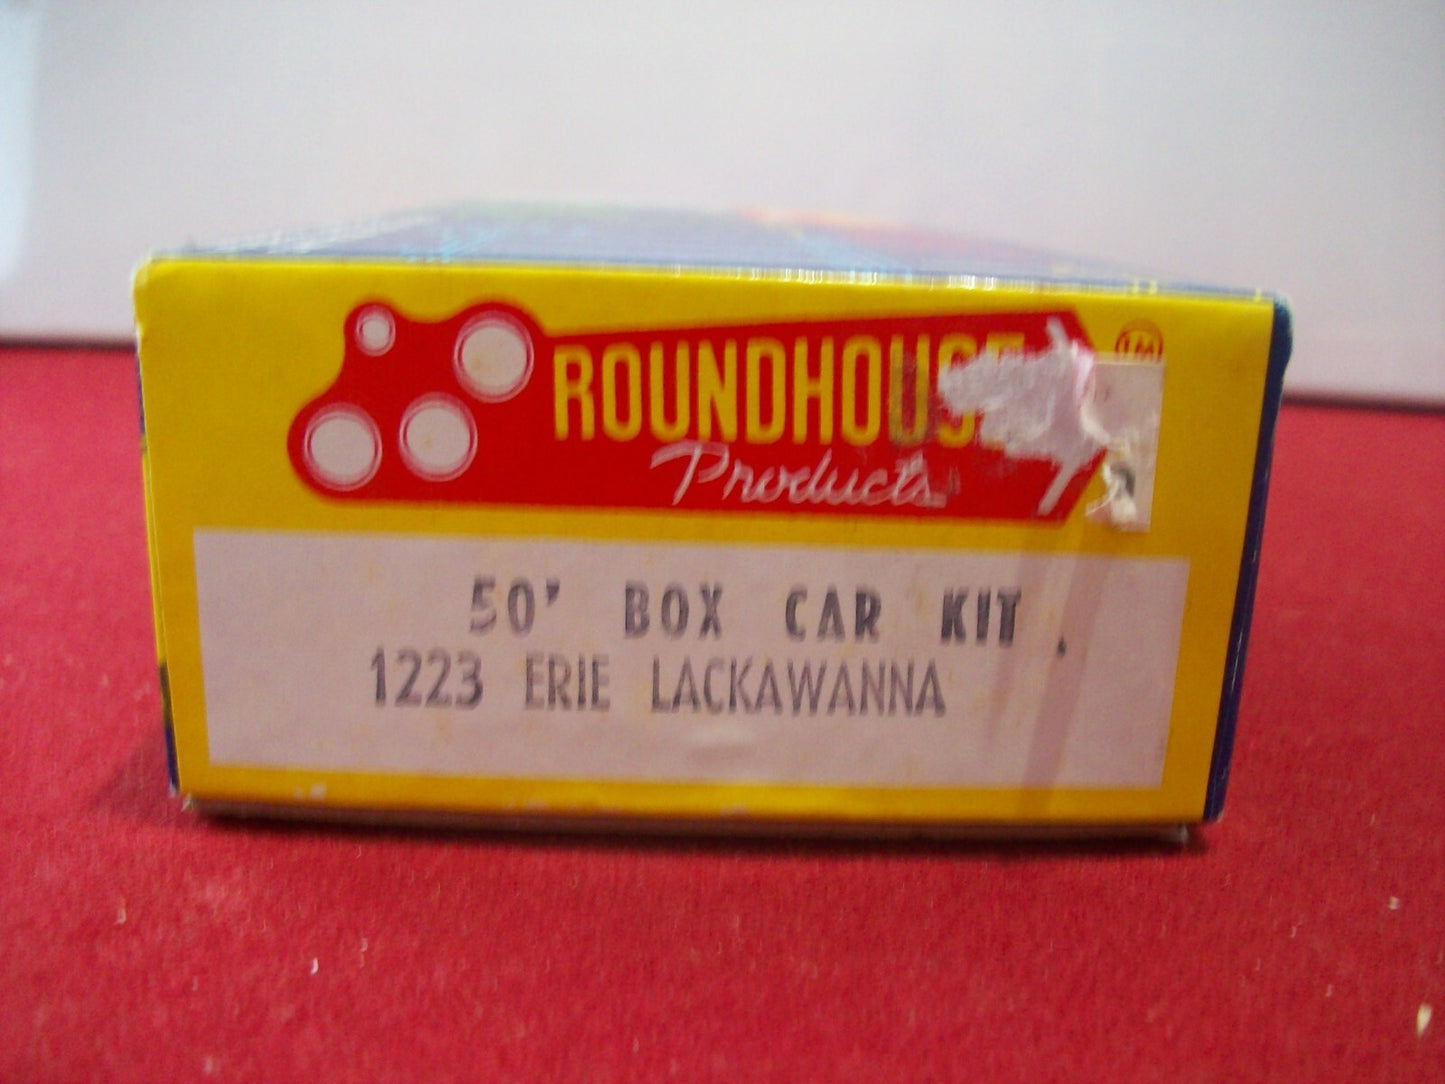 ROUNDHOUSE
Products
50' BOX CAR KIT
1223 ERIE LACKAWANNA